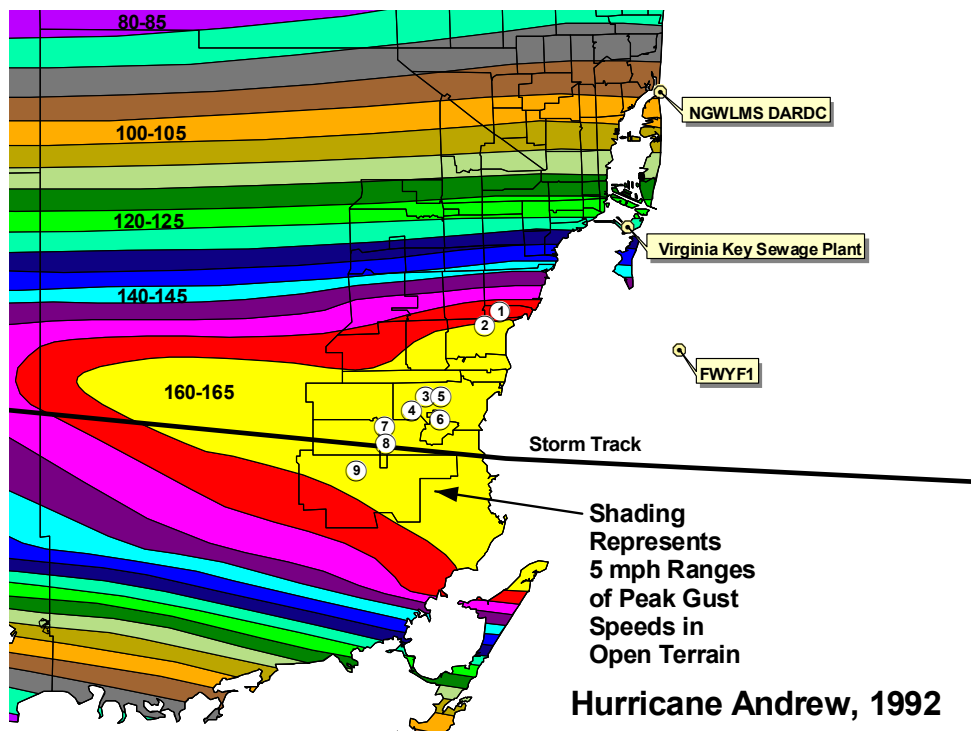 80-85
NGWLMS DARDC
100-105
120-125
Virginia Key Sewage Plant
140-145
1
2
FWYF1
160-165
3
5
4
6
7
8
Storm Track
9
Shading
Represents
5 mph Ranges
of Peak Gust
Speeds in
Open Terrain
Hurricane Andrew, 1992